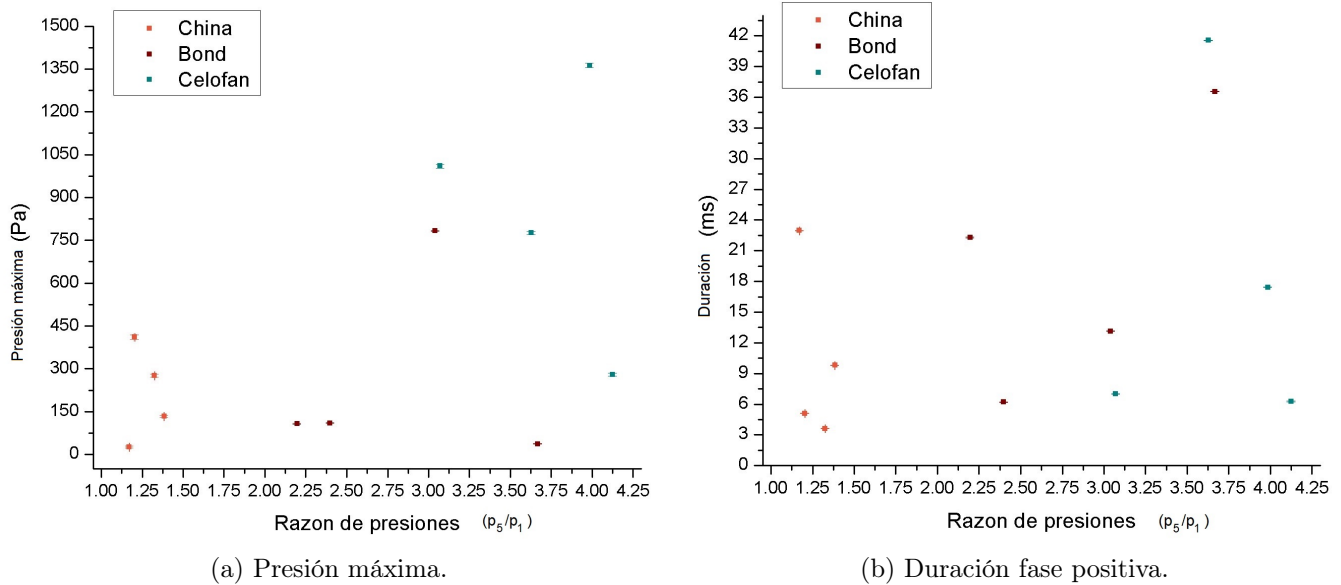 China
Bond
Celofan
1500
1350
1200
1050
900
750
600
450
300
150
0
Presión máxima (Pa)
1.00 1.25 1.50 1.75 2.00 2.25 2.50 2.75 3.00 3.25 3.50 3.75 4.00 4.25
Razon de presiones (p5/p1)
(a) Presión máxima.
China
Bond
Celofan
42
39
36
33
30
27
24
21
18
15
12
9
6
3
0
Duración (ms)
1.00 1.25 1.50 1.75 2.00 2.25 2.50 2.75 3.00 3.25 3.50 3.75 4.00 4.25
Razon de presiones (p5/p1)
(b) Duración fase positiva.